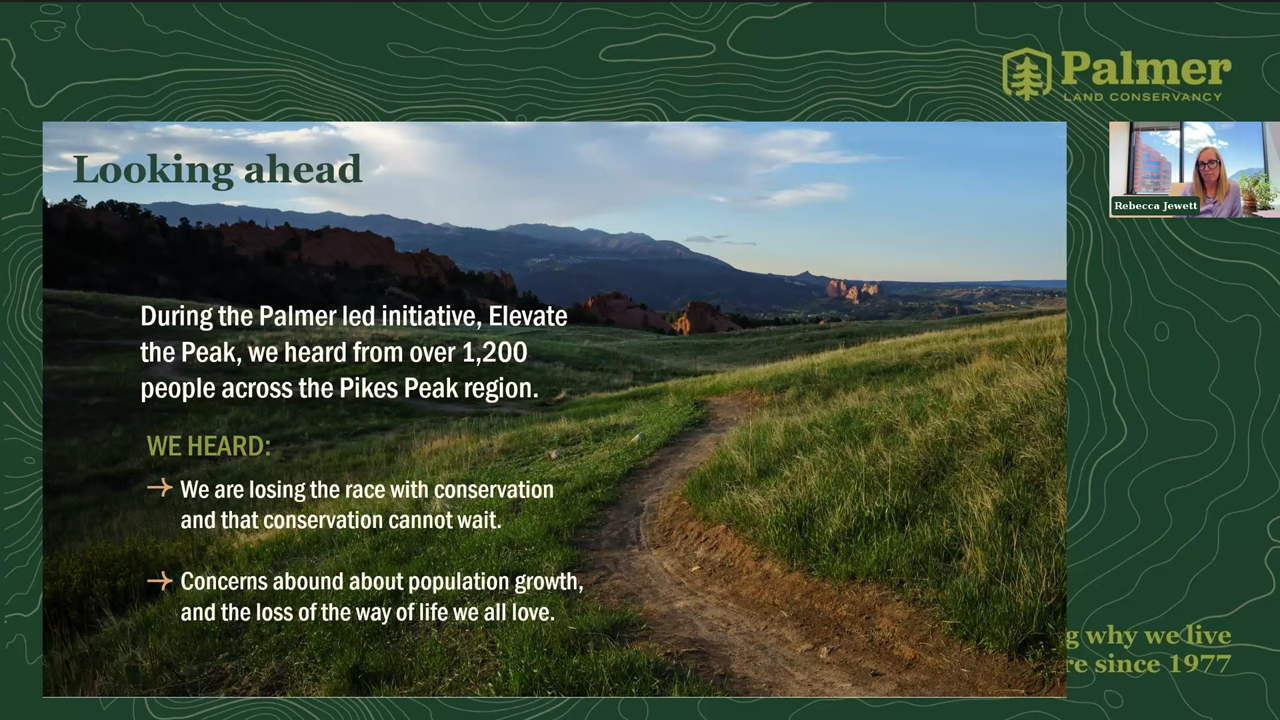 Palmer
LAND CONSERVANCY
Looking ahead
Rebecca Jewett
During the Palmer led initiative, Elevate
the Peak, we heard from over 1,200
people across the Pikes Peak region.
WE HEARD:
We are losing the race with conservation
and that conservation cannot wait.
Concerns abound about population growth,
and the loss of the way of life we all love.
g why we live
re since 1977